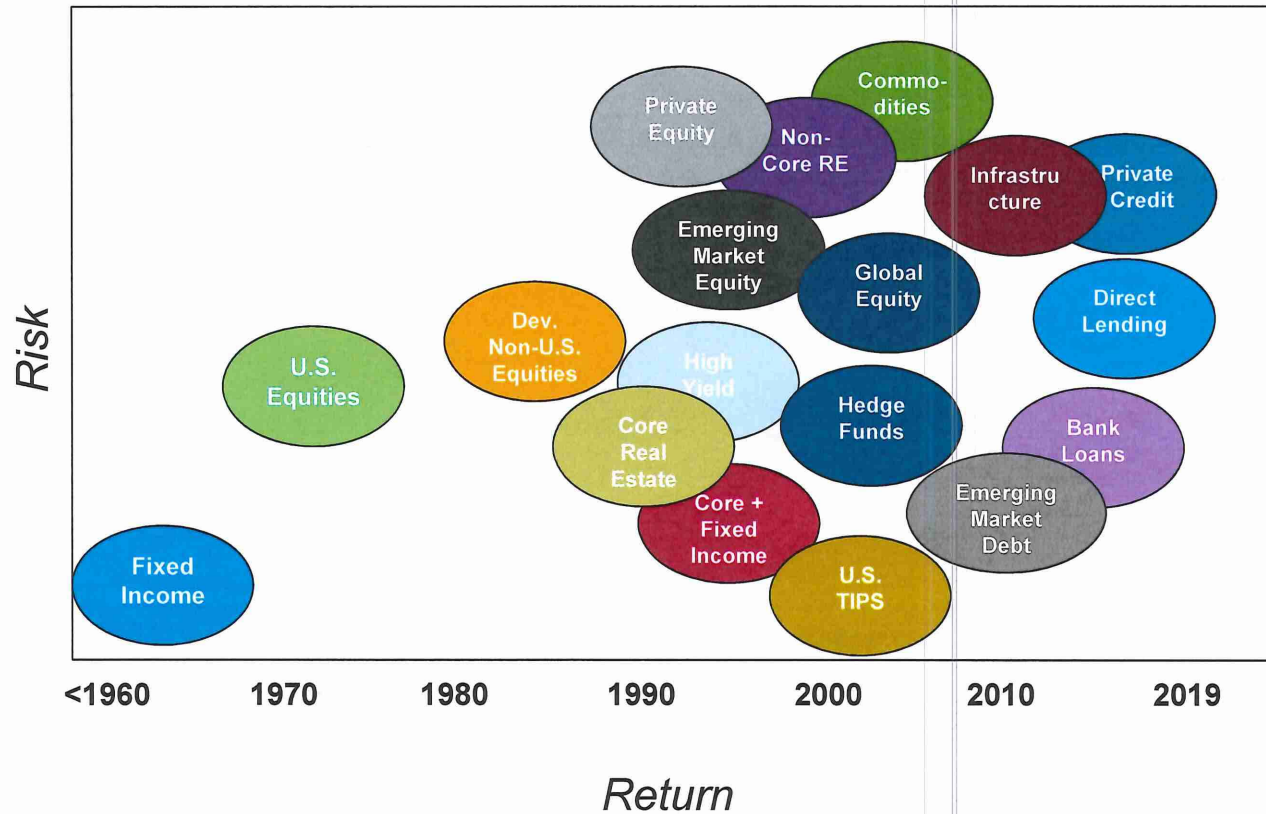 Commo-
dities
Private
Equity
Non-
Core RE
Infrastru
cture
Private
Credit
Emerging
Market
Equity
Global
Equity
Direct
Lending
Dev.
Non-U.S.
Equities
High
Yield
U.S.
Equities
Hedge
Funds
Core
Real
Estate
Bank
Loans
Core +
Fixed
Income
Emerging
Market
Debt
Fixed
Income
U.S.
TIPS
Risk
<1960 1970 1980 1990 2000 2010 2019
Return